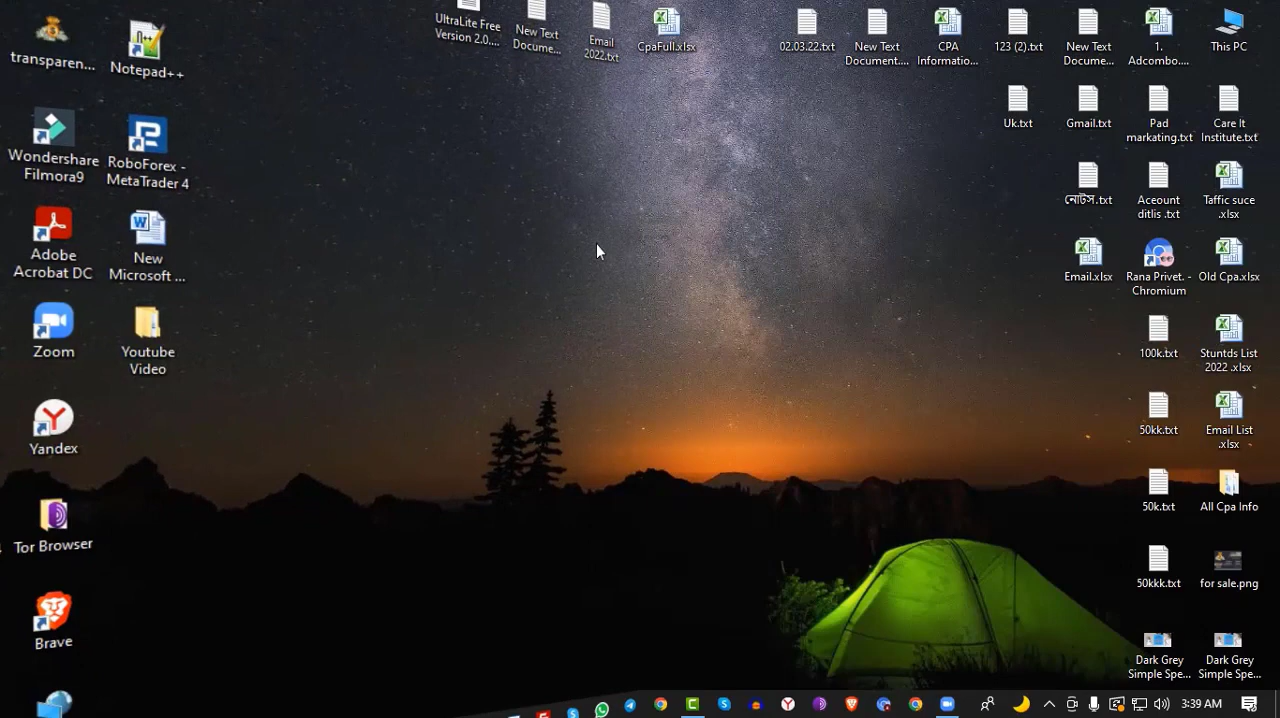 transparen...
Notepad++
Wondershare
Filmora9
RoboForex -
MetaTrader 4
Adobe
Acrobat DC
New
Microsoft ...
Zoom
Youtube
Video
Yandex
Tor Browser
Brave
UltraLite Free
Version 2.0....
New Text
Docume...
Email
2022.txt
CpaFull.xlsx
02.03.22.txt
New Text
Document....
CPA
Informatio...
123 (2).txt
New Text
Docume...
1.
Adcombo....
This PC
Uk.txt
Gmail.txt
Pad
markating.txt
Care It
Institute.txt
নোটস.txt
Aceount
ditlis .txt
Toffic suce
.xlsx
Email.xlsx
Rana Privet. -
Chromium
Old Cpa.xlsx
100k.txt
Stuntds List
2022 .xlsx
50kk.txt
Email List
.xlsx
50k.txt
All Cpa Info
50kkk.txt
for sale.png
Dark Grey
Simple Spe...
Dark Grey
Simple Spe...
3:39 AM